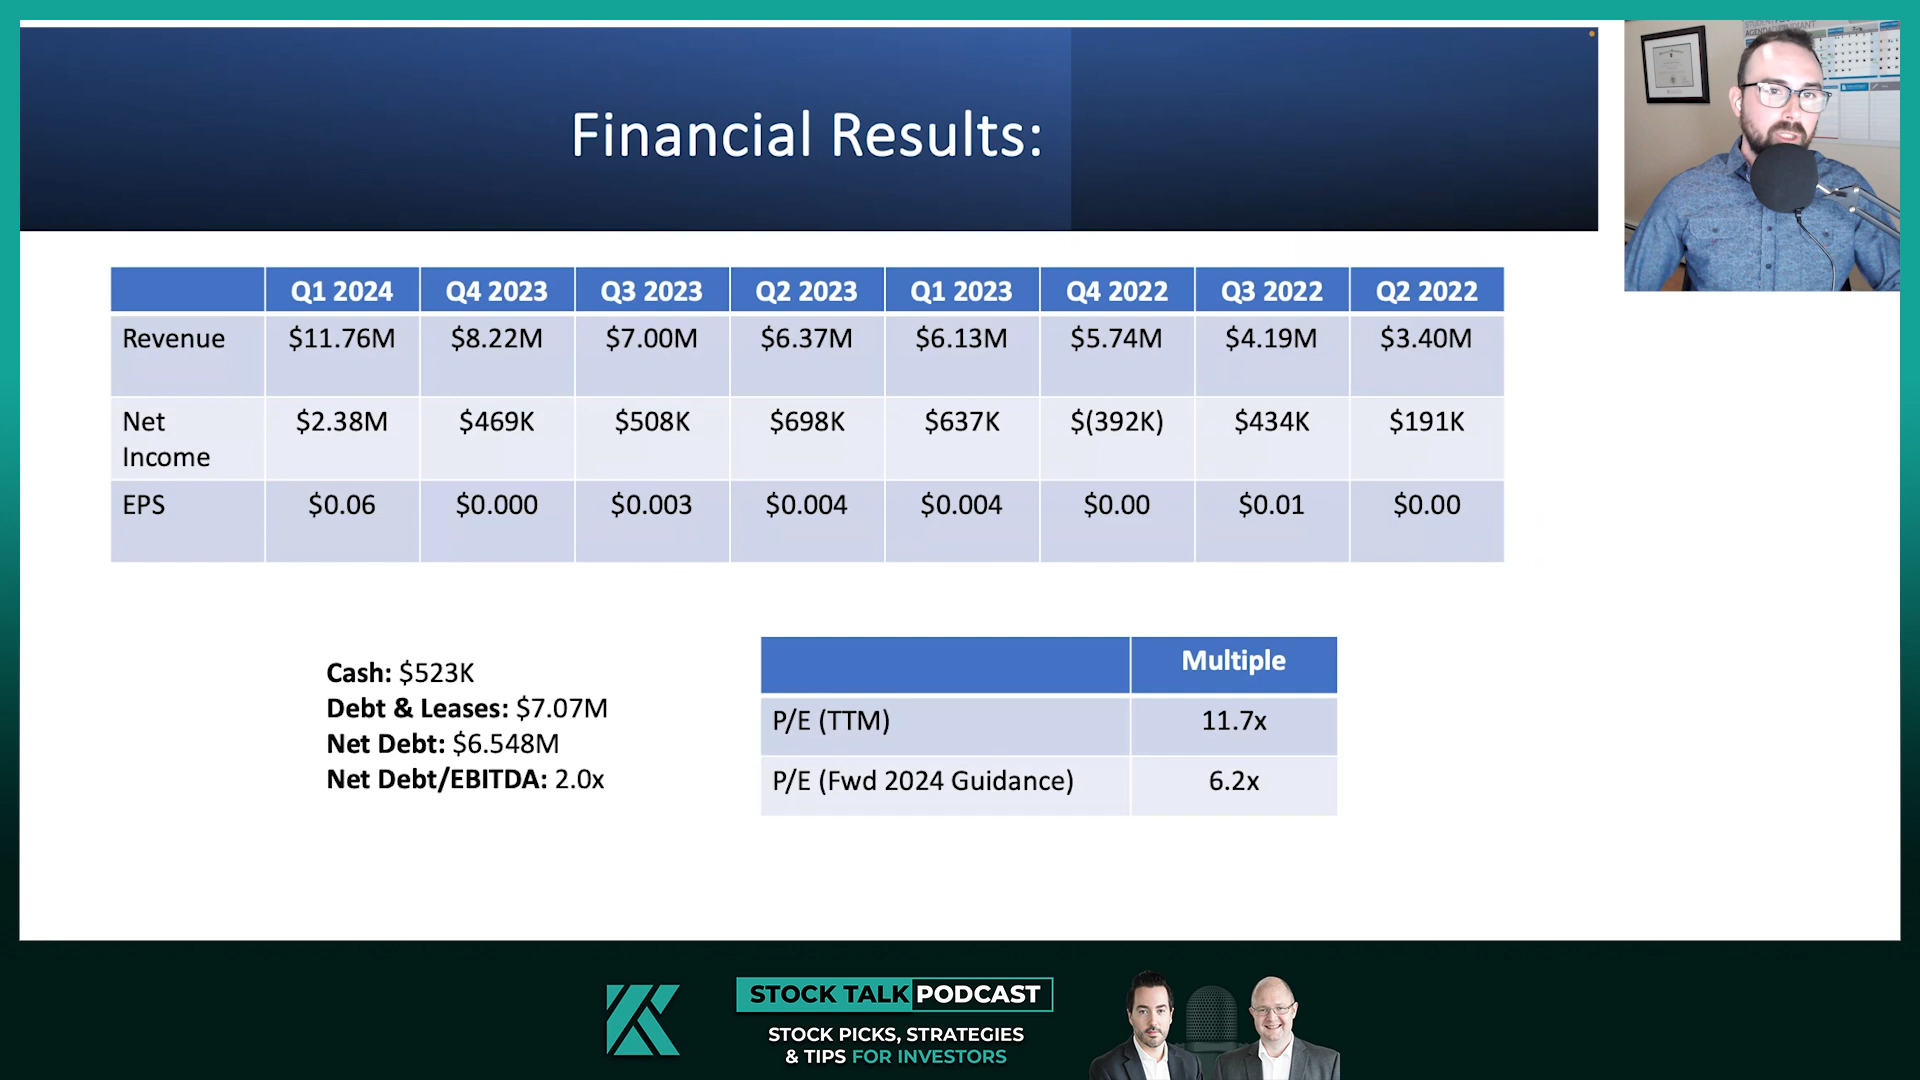 Financial Results:
Q1 2024 Q4 2023 Q3 2023 Q2 2023 Q1 2023 Q4 2022 Q3 2022 Q2 2022
Revenue $11.76M $8.22M $7.00M $6.37M $6.13M $5.74M $4.19M $3.40M
Net Income $2.38M $469K $508K $698K $637K $(392K) $434K $191K
EPS $0.06 $0.000 $0.003 $0.004 $0.004 $0.00 $0.01 $0.00
Cash: $523K
Debt & Leases: $7.07M
Net Debt: $6.548M
Net Debt/EBITDA: 2.0x
Multiple
P/E (TTM) 11.7x
P/E (Fwd 2024 Guidance) 6.2x
STOCK TALK PODCAST
STOCK PICKS, STRATEGIES
& TIPS FOR INVESTORS